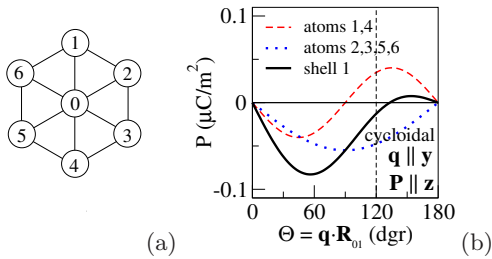 1
6
2
0
5
3
4
(a)
0.1
0
-0.1
P (μC/m²)
atoms 1,4
atoms 2,3,5,6
shell 1
cycloidal
q ∥ y
P ∥ z
0
60
120
180
Θ = q·R₀₁ (dgr)
(b)